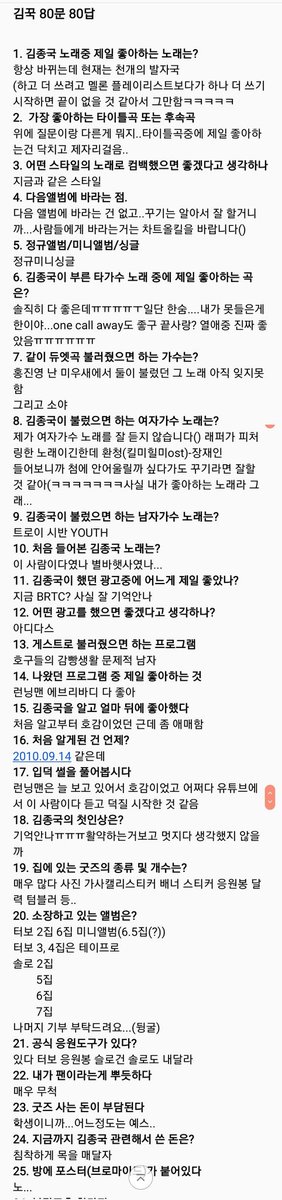 김꾹 80문 80답
1. 김종국 노래중 제일 좋아하는 노래는?
항상 바뀌는데 현재는 천개의 발자국
(하고 더 쓰려고 멜론 플레이리스트보다가 하나 더 쓰기
시작하면 끝이 없을 것 같아서 그만함ㅋㅋㅋㅋㅋ
2. 가장 좋아하는 타이틀곡 또는 후속곡
위에 질문이랑 다른게 뭐지..타이틀곡중에 제일 좋아하
는건 닥치고 제자리걸음..
3. 어떤 스타일의 노래로 컴백했으면 좋겠다고 생각하나
지금과 같은 스타일
4. 다음앨범에 바라는 점.
다음 앨범에 바라는 건 없고..꾸기는 알아서 잘 할거니
까...사람들에게 바라는거는 차트올킬을 바랍니다()
5. 정규앨범/미니앨범/싱글
정규미니싱글
6. 김종국이 부른 타가수 노래 중에 제일 좋아하는 곡
은?
솔직히 다 좋은데ㅠㅠㅠㅠㅜ일단 한숨....내가 못들은게
한이야...one call away도 좋구 끝사랑? 열애중 진짜 좋
았음ㅠㅠㅠㅠㅠㅠ
7. 같이 듀엣곡 불러줬으면 하는 가수는?
홍진영 난 미우새에서 둘이 불렀던 그 노래 아직 잊지못
함
그리고 소야
8. 김종국이 불렀으면 하는 여자가수 노래는?
제가 여자가수 노래를 잘 듣지 않습니다() 래퍼가 피처
링한 노래이긴한데 환청(킬미힐미ost)-장재인
들어보니까 첨에 안어울릴까 싶다가도 꾸기라면 잘할
것 같아(ㅋㅋㅋㅋㅋㅋㅋ사실 내가 좋아하는 노래라 그
래...
9. 김종국이 불렀으면 하는 남자가수 노래는?
트로이 시반 YOUTH
10. 처음 들어본 김종국 노래는?
이 사람이다였나 별바햇사였나...
11. 김종국이 했던 광고중에 어느게 제일 좋았나?
지금 BRTC? 사실 잘 기억안나
12. 어떤 광고를 했으면 좋겠다고 생각하나?
아디다스
13. 게스트로 불러줬으면 하는 프로그램
호구들의 감빵생활 문제적 남자
14. 나왔던 프로그램 중 제일 좋아하는 것
런닝맨 에브리바디 다 좋아
15. 김종국을 알고 얼마 뒤에 좋아했다
처음 알고부터 호감이었던 근데 좀 애매함
16. 처음 알게된 건 언제?
2010.09.14 같은데
17. 입덕 썰을 풀어봅시다
런닝맨은 늘 보고 있어서 호감이었고 어쩌다 유튜브에
서 이 사람이다 듣고 덕질 시작한 것 같음
18. 김종국의 첫인상은?
기억안나ㅠㅠㅠ활약하는거보고 멋지다 생각했지 않을
까
19. 집에 있는 굿즈의 종류 및 개수는?
매우 많다 사진 가사캘리스티커 배너 스티커 응원봉 달
력 텀블러 등..
20. 소장하고 있는 앨범은?
터보 2집 6집 미니앨범(6.5집(?))
터보 3, 4집은 테이프로
솔로 2집
5집
6집
7집
나머지 기부 부탁드려요...(뒹굴)
21. 공식 응원도구가 있다?
있다 터보 응원봉 슬로건 솔로도 내달라
22. 내가 팬이라는게 뿌듯하다
매우 무척
23. 굿즈 사는 돈이 부담된다
학생이니까...어느정도는 예스..
24. 지금까지 김종국 관련해서 쓴 돈은?
침착하게 목을 매달자
25. 방에 포스터(브로마이 가 붙어있다
노...